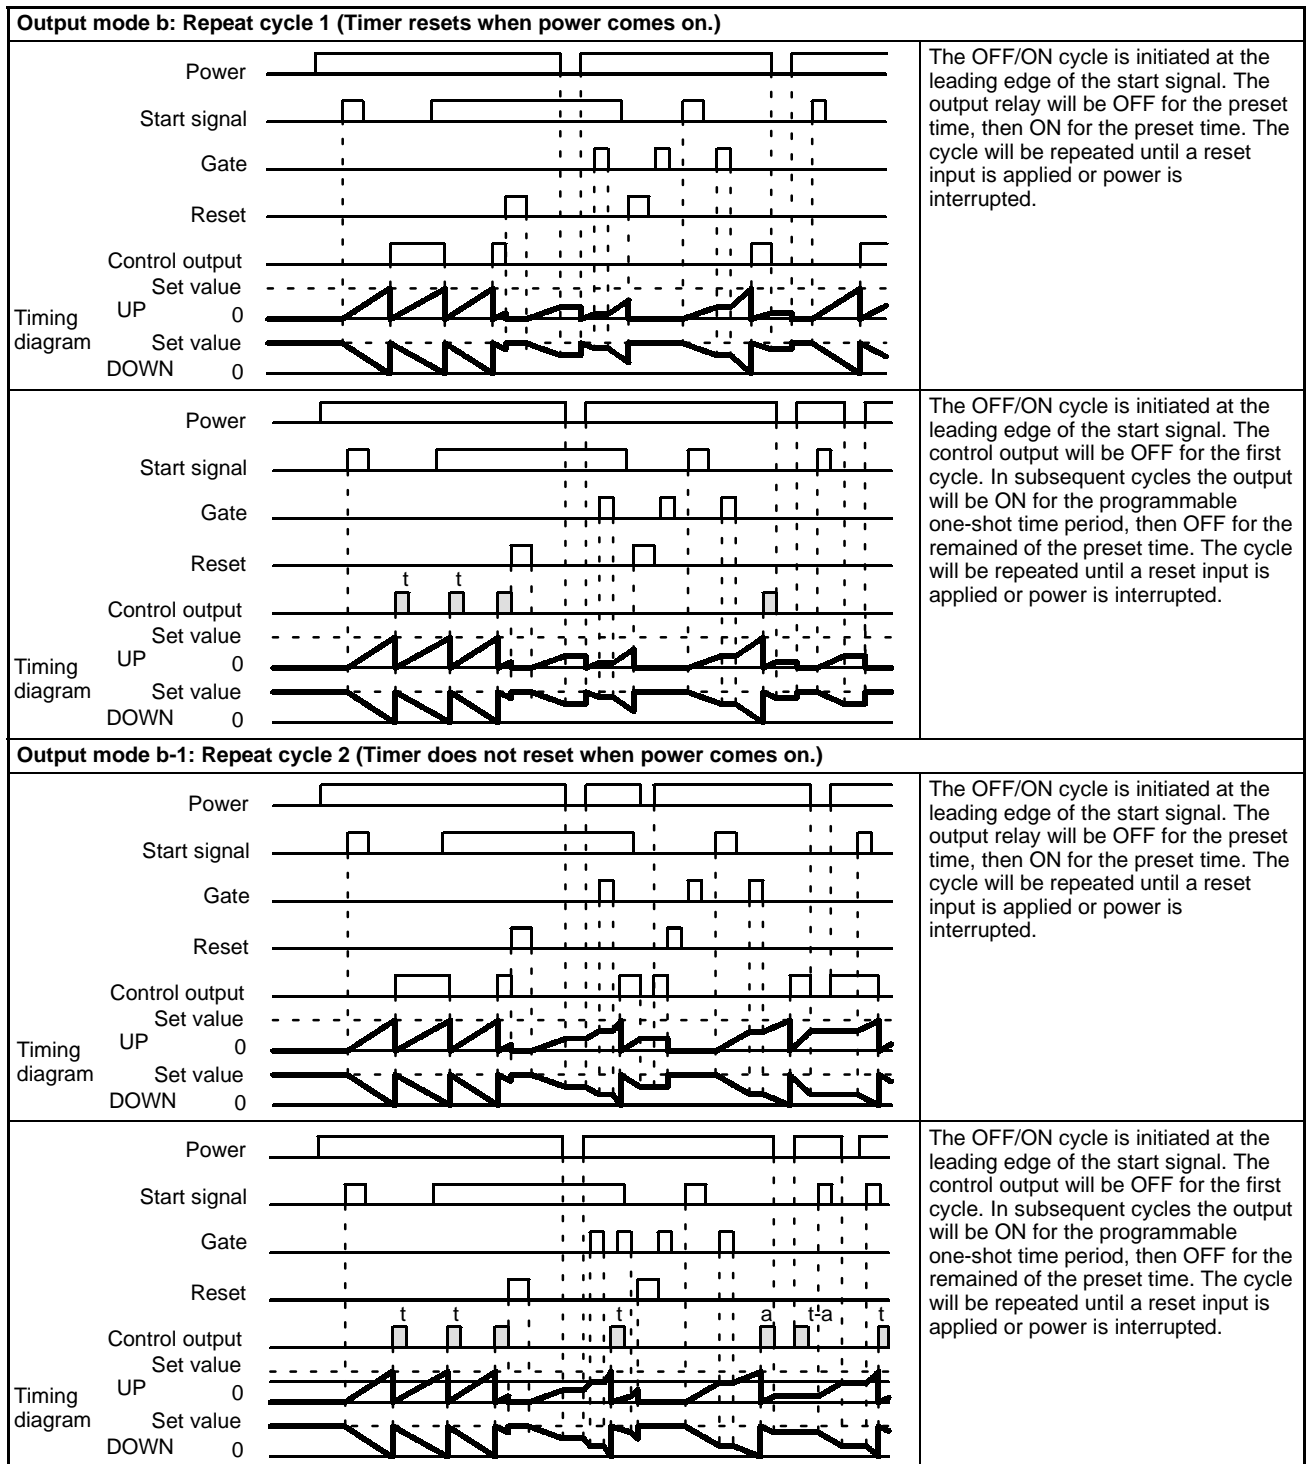 Output mode b: Repeat cycle 1 (Timer resets when power comes on.)
Power
Start signal
Gate
Reset
Control output
Set value
UP
0
Timing
diagram
Set value
DOWN
0
The OFF/ON cycle is initiated at the
leading edge of the start signal. The
output relay will be OFF for the preset
time, then ON for the preset time. The
cycle will be repeated until a reset
input is applied or power is
interrupted.
Power
Start signal
Gate
Reset
t t
Control output
Set value
UP
0
Timing
diagram
Set value
DOWN
0
The OFF/ON cycle is initiated at the
leading edge of the start signal. The
control output will be OFF for the first
cycle. In subsequent cycles the output
will be ON for the programmable
one-shot time period, then OFF for the
remained of the preset time. The cycle
will be repeated until a reset input is
applied or power is interrupted.
Output mode b-1: Repeat cycle 2 (Timer does not reset when power comes on.)
Power
Start signal
Gate
Reset
Control output
Set value
UP
0
Timing
diagram
Set value
DOWN
0
The OFF/ON cycle is initiated at the
leading edge of the start signal. The
output relay will be OFF for the preset
time, then ON for the preset time. The
cycle will be repeated until a reset
input is applied or power is
interrupted.
Power
Start signal
Gate
Reset
t t t a t-a t
Control output
Set value
UP
0
Timing
diagram
Set value
DOWN
0
The OFF/ON cycle is initiated at the
leading edge of the start signal. The
control output will be OFF for the first
cycle. In subsequent cycles the output
will be ON for the programmable
one-shot time period, then OFF for the
remained of the preset time. The cycle
will be repeated until a reset input is
applied or power is interrupted.